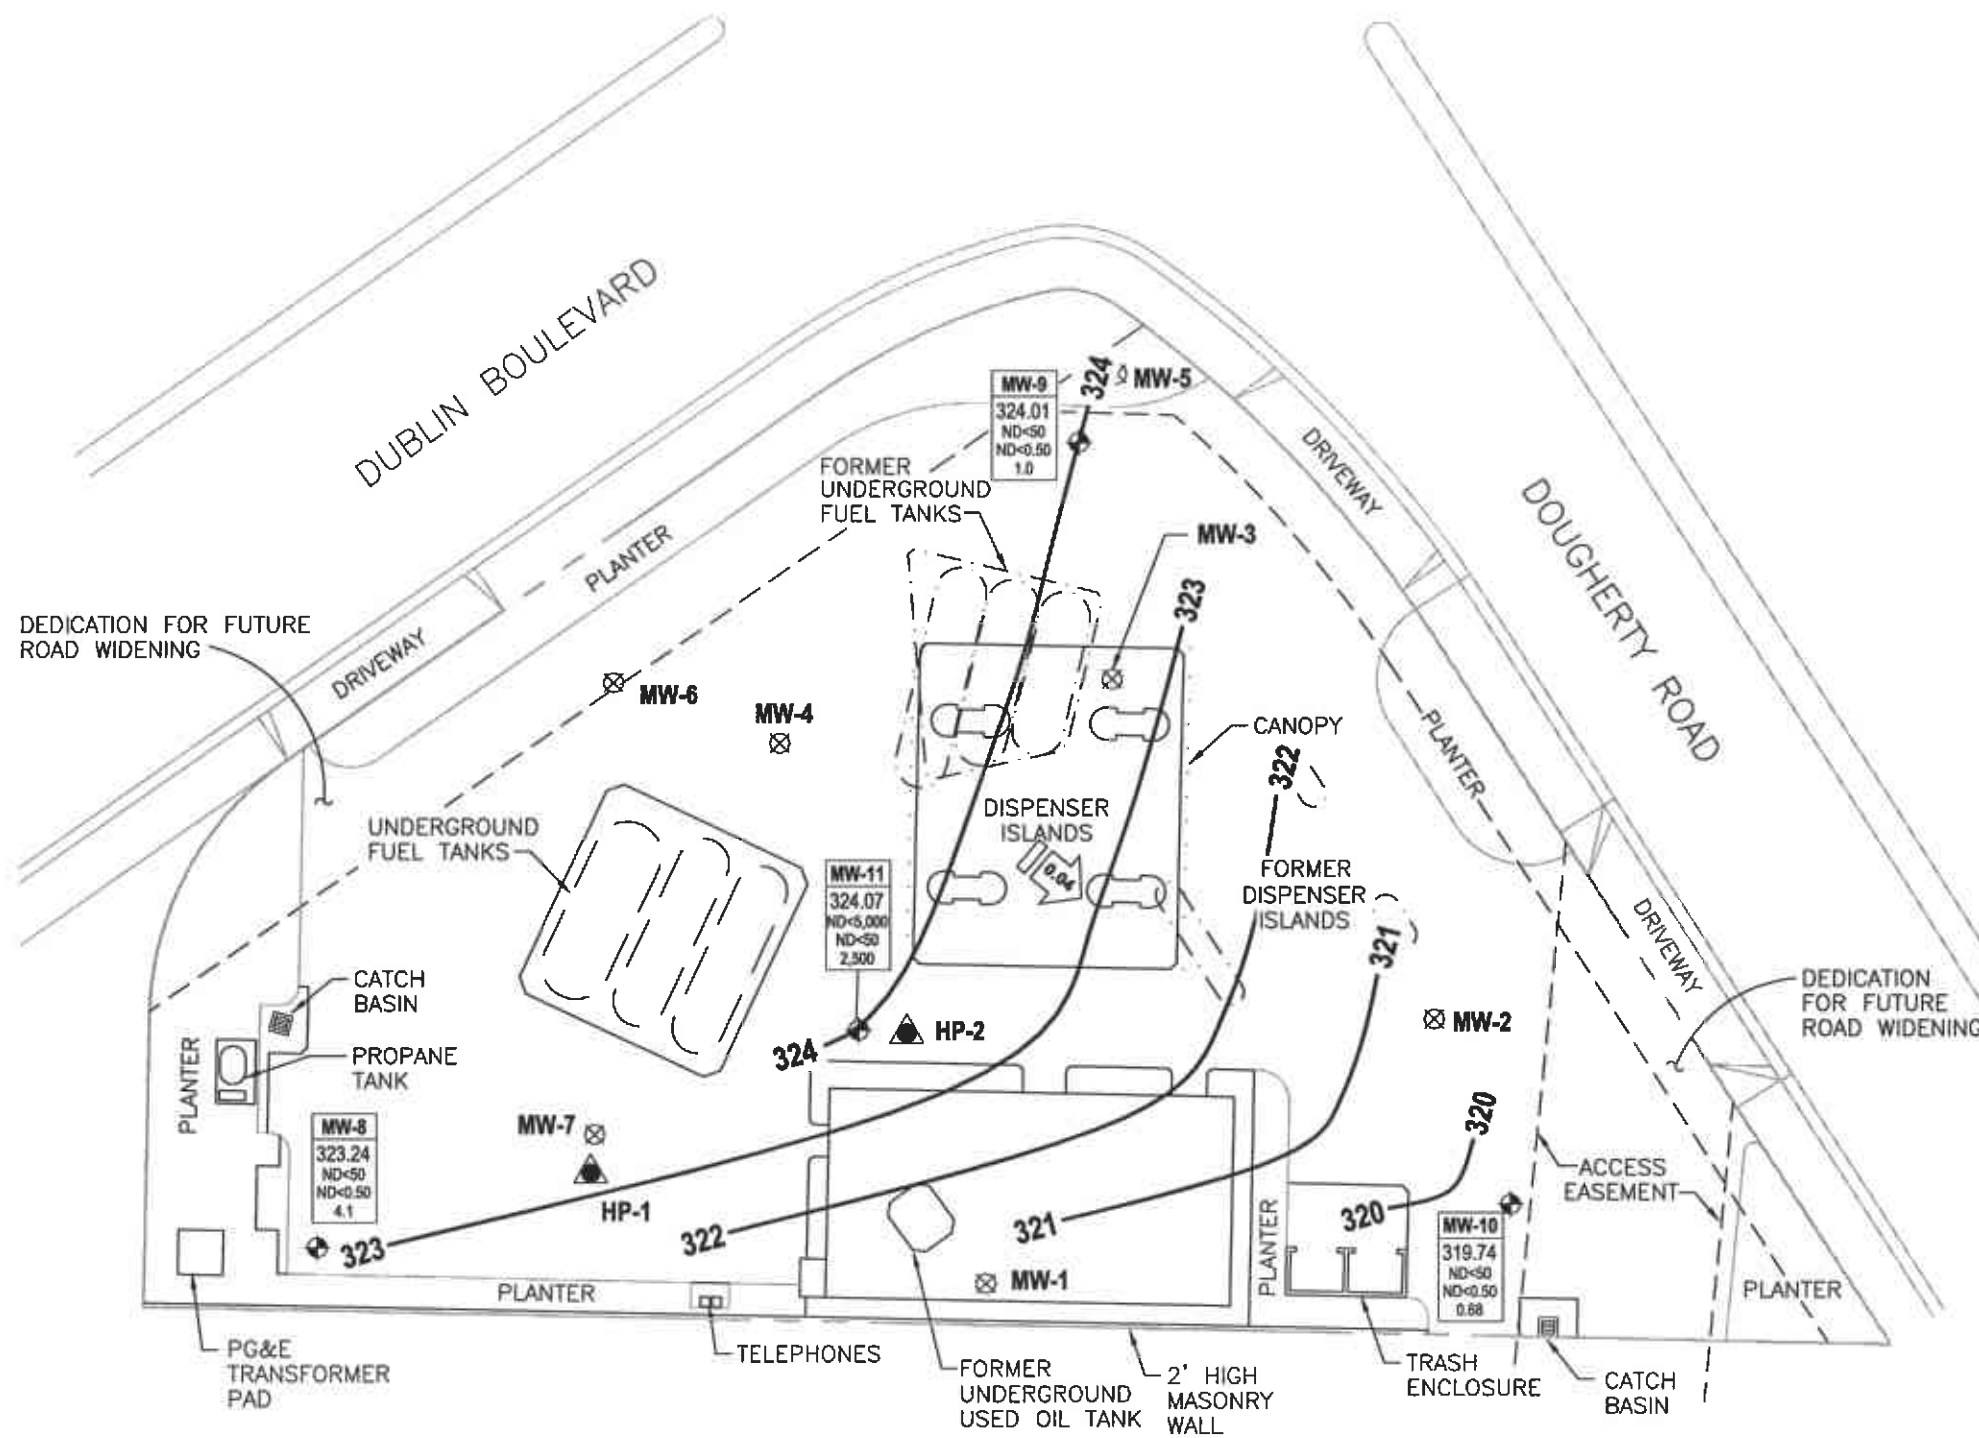 DUBLIN BOULEVARD
DOUGHERTY ROAD
324
MW-5
MW-9
324.01
ND<50
ND<0.50
1.0
DRIVEWAY
FORMER
UNDERGROUND
FUEL TANKS
PLANTER
MW-3
323
DEDICATION FOR FUTURE
ROAD WIDENING
DRIVEWAY
MW-6
MW-4
CANOPY
PLANTER
322
DISPENSER
ISLANDS
0.04
UNDERGROUND
FUEL TANKS
MW-11
324.07
ND<5,000
ND<50
2,500
FORMER
DISPENSER
ISLANDS
321
DRIVEWAY
CATCH
BASIN
DEDICATION
FOR FUTURE
ROAD WIDENING
MW-2
HP-2
324
PROPANE
TANK
PLANTER
MW-8
323.24
ND<50
ND<0.50
4.1
MW-7
HP-1
320
ACCESS
EASEMENT
323
322
321
320
PLANTER
MW-10
319.74
ND<50
ND<0.50
0.68
MW-1
PLANTER
PLANTER
PG&E
TRANSFORMER
PAD
TELEPHONES
FORMER
UNDERGROUND
USED OIL TANK
2' HIGH
MASONRY
WALL
TRASH
ENCLOSURE
CATCH
BASIN